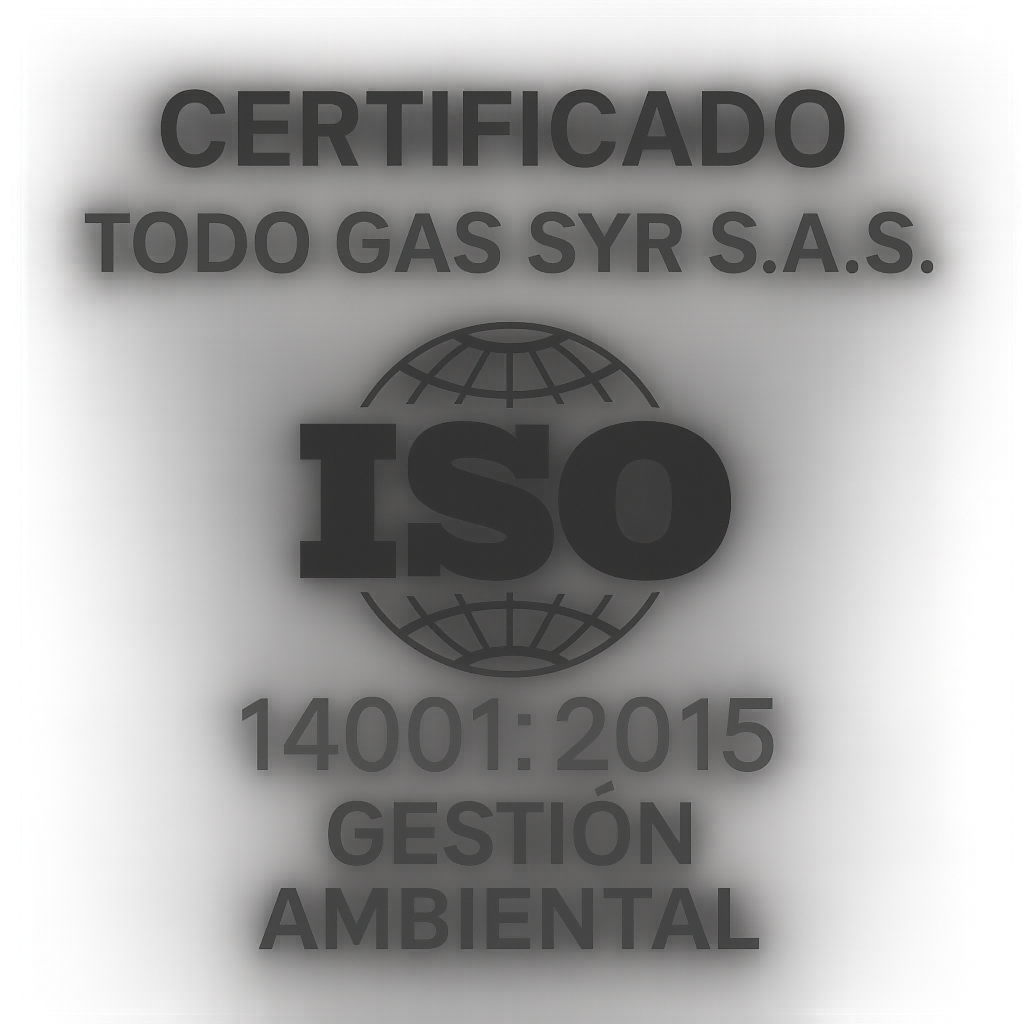 CERTIFICADO
TODO GAS SYR S.A.S.
ISO
14001: 2015
GESTIÓN
AMBIENTAL